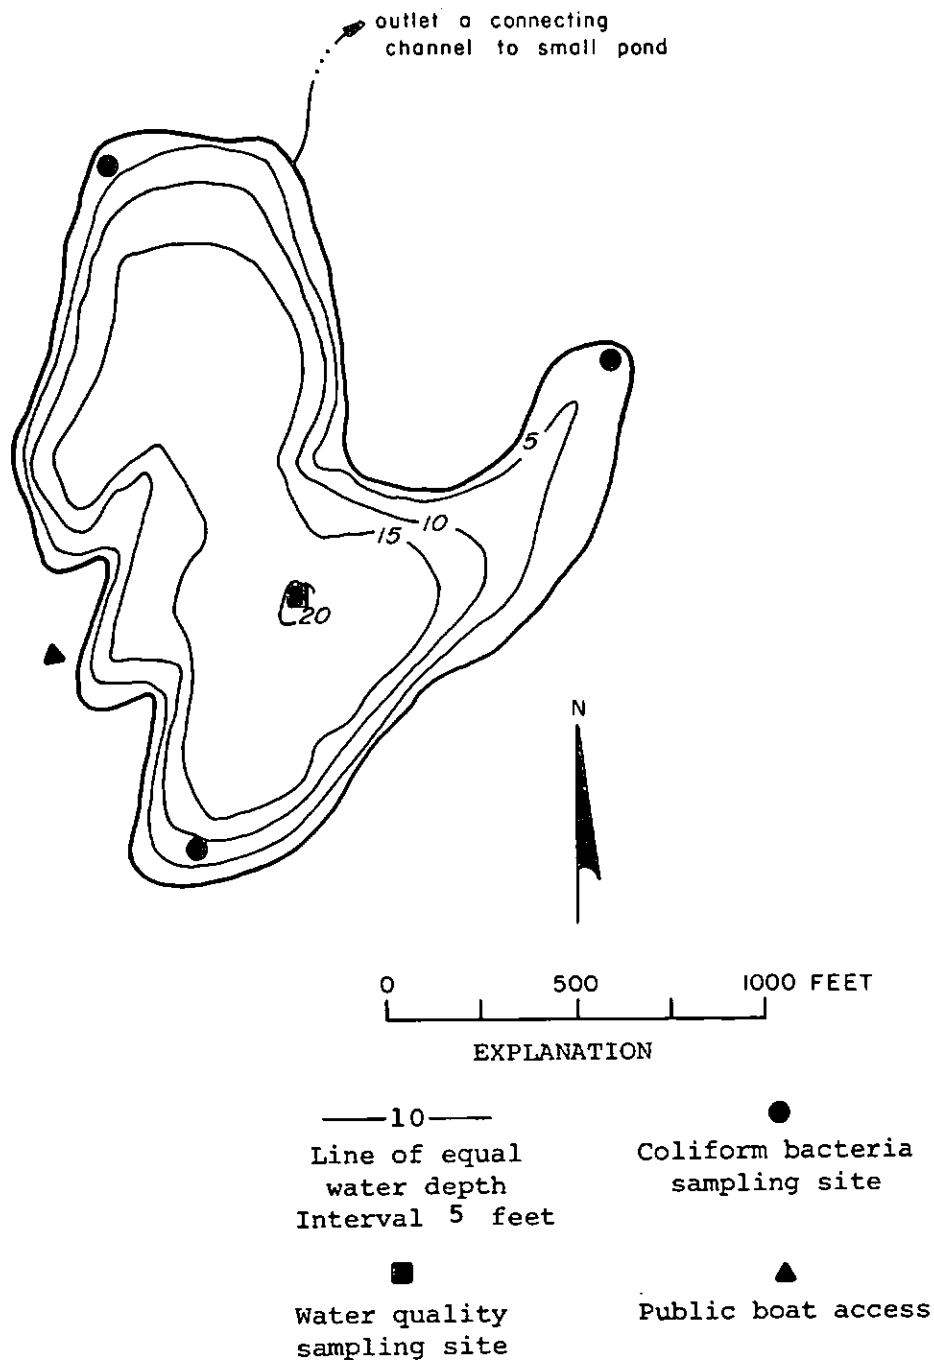 outlet a connecting
channel to small pond
5
10
15
20
N
0 500 1000 FEET
EXPLANATION
10
Line of equal
water depth
Interval 5 feet
Coliform bacteria
sampling site
Water quality
sampling site
Public boat access